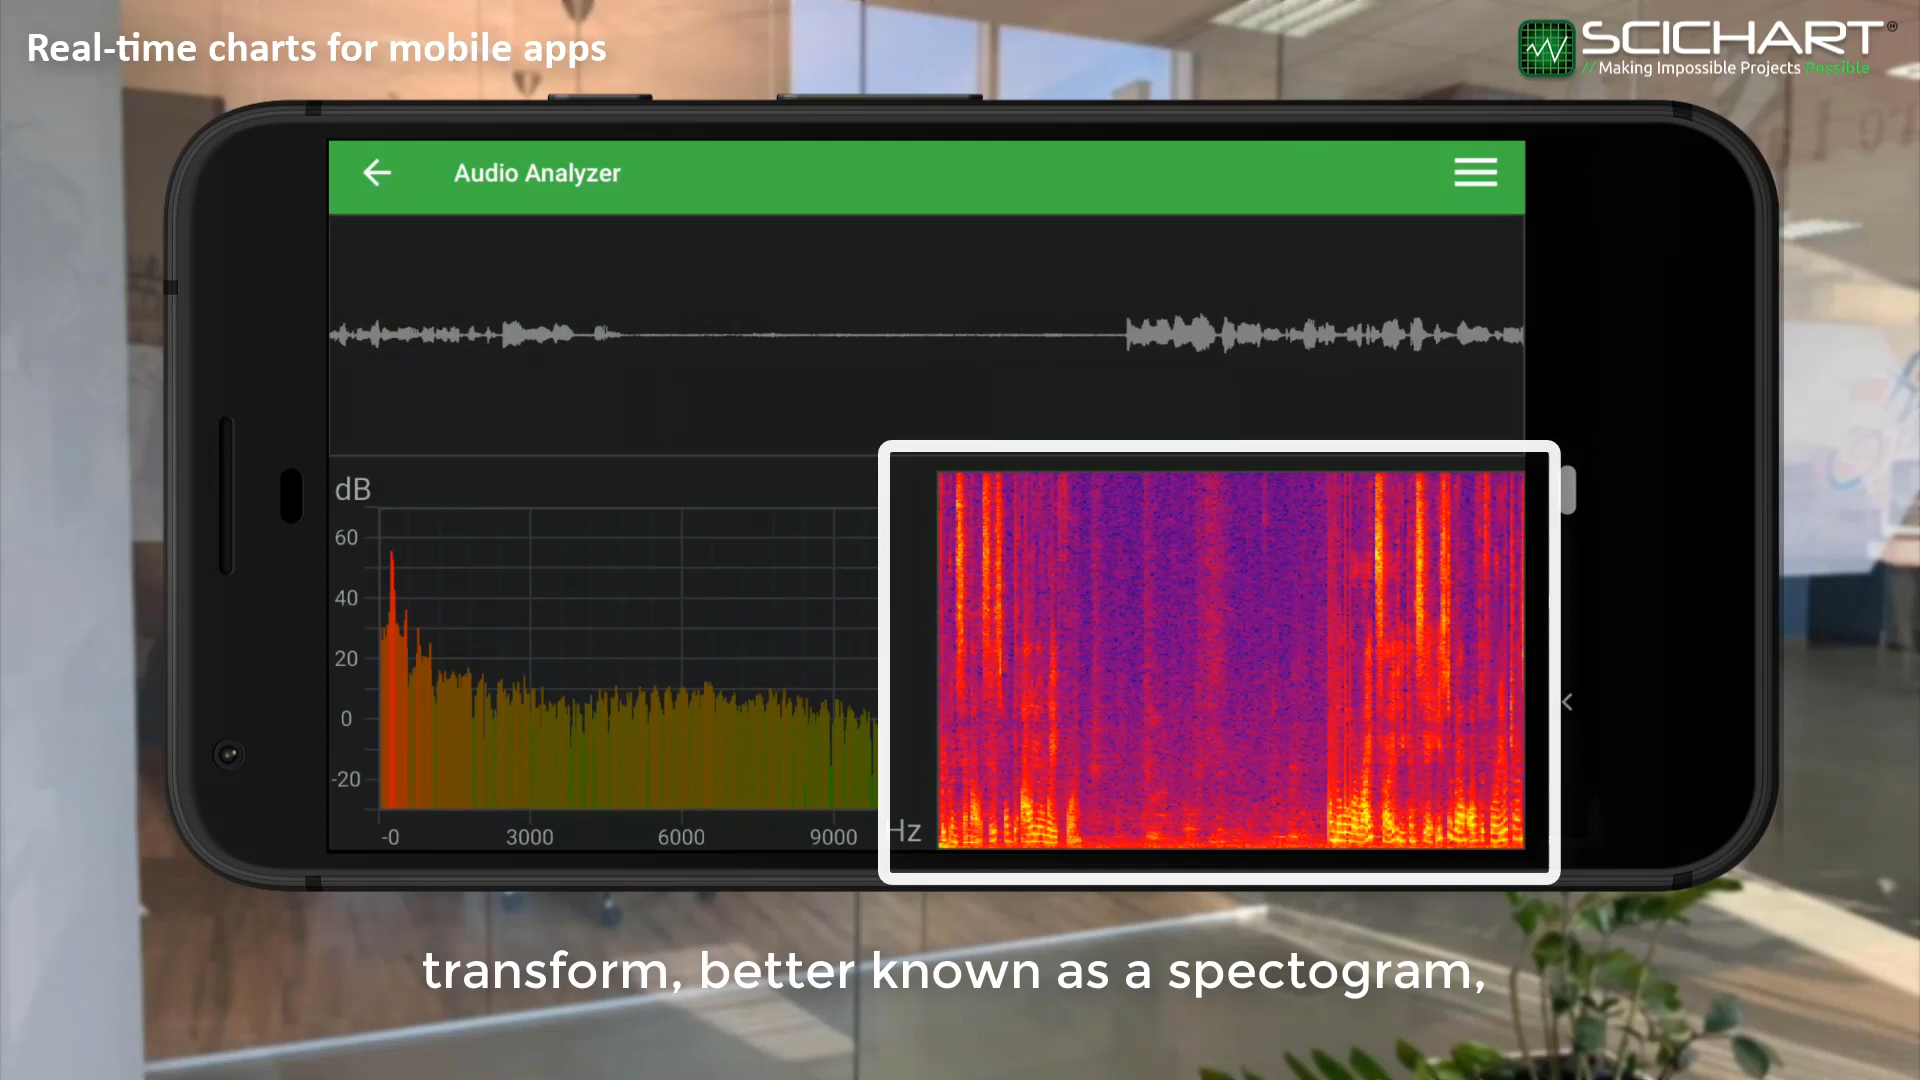 Real-time charts for mobile apps
SCICHART®
// Making Impossible Projects Possible
Audio Analyzer
dB
60
40
20
0
-20
-0 3000 6000 9000 Hz
transform, better known as a spectogram,